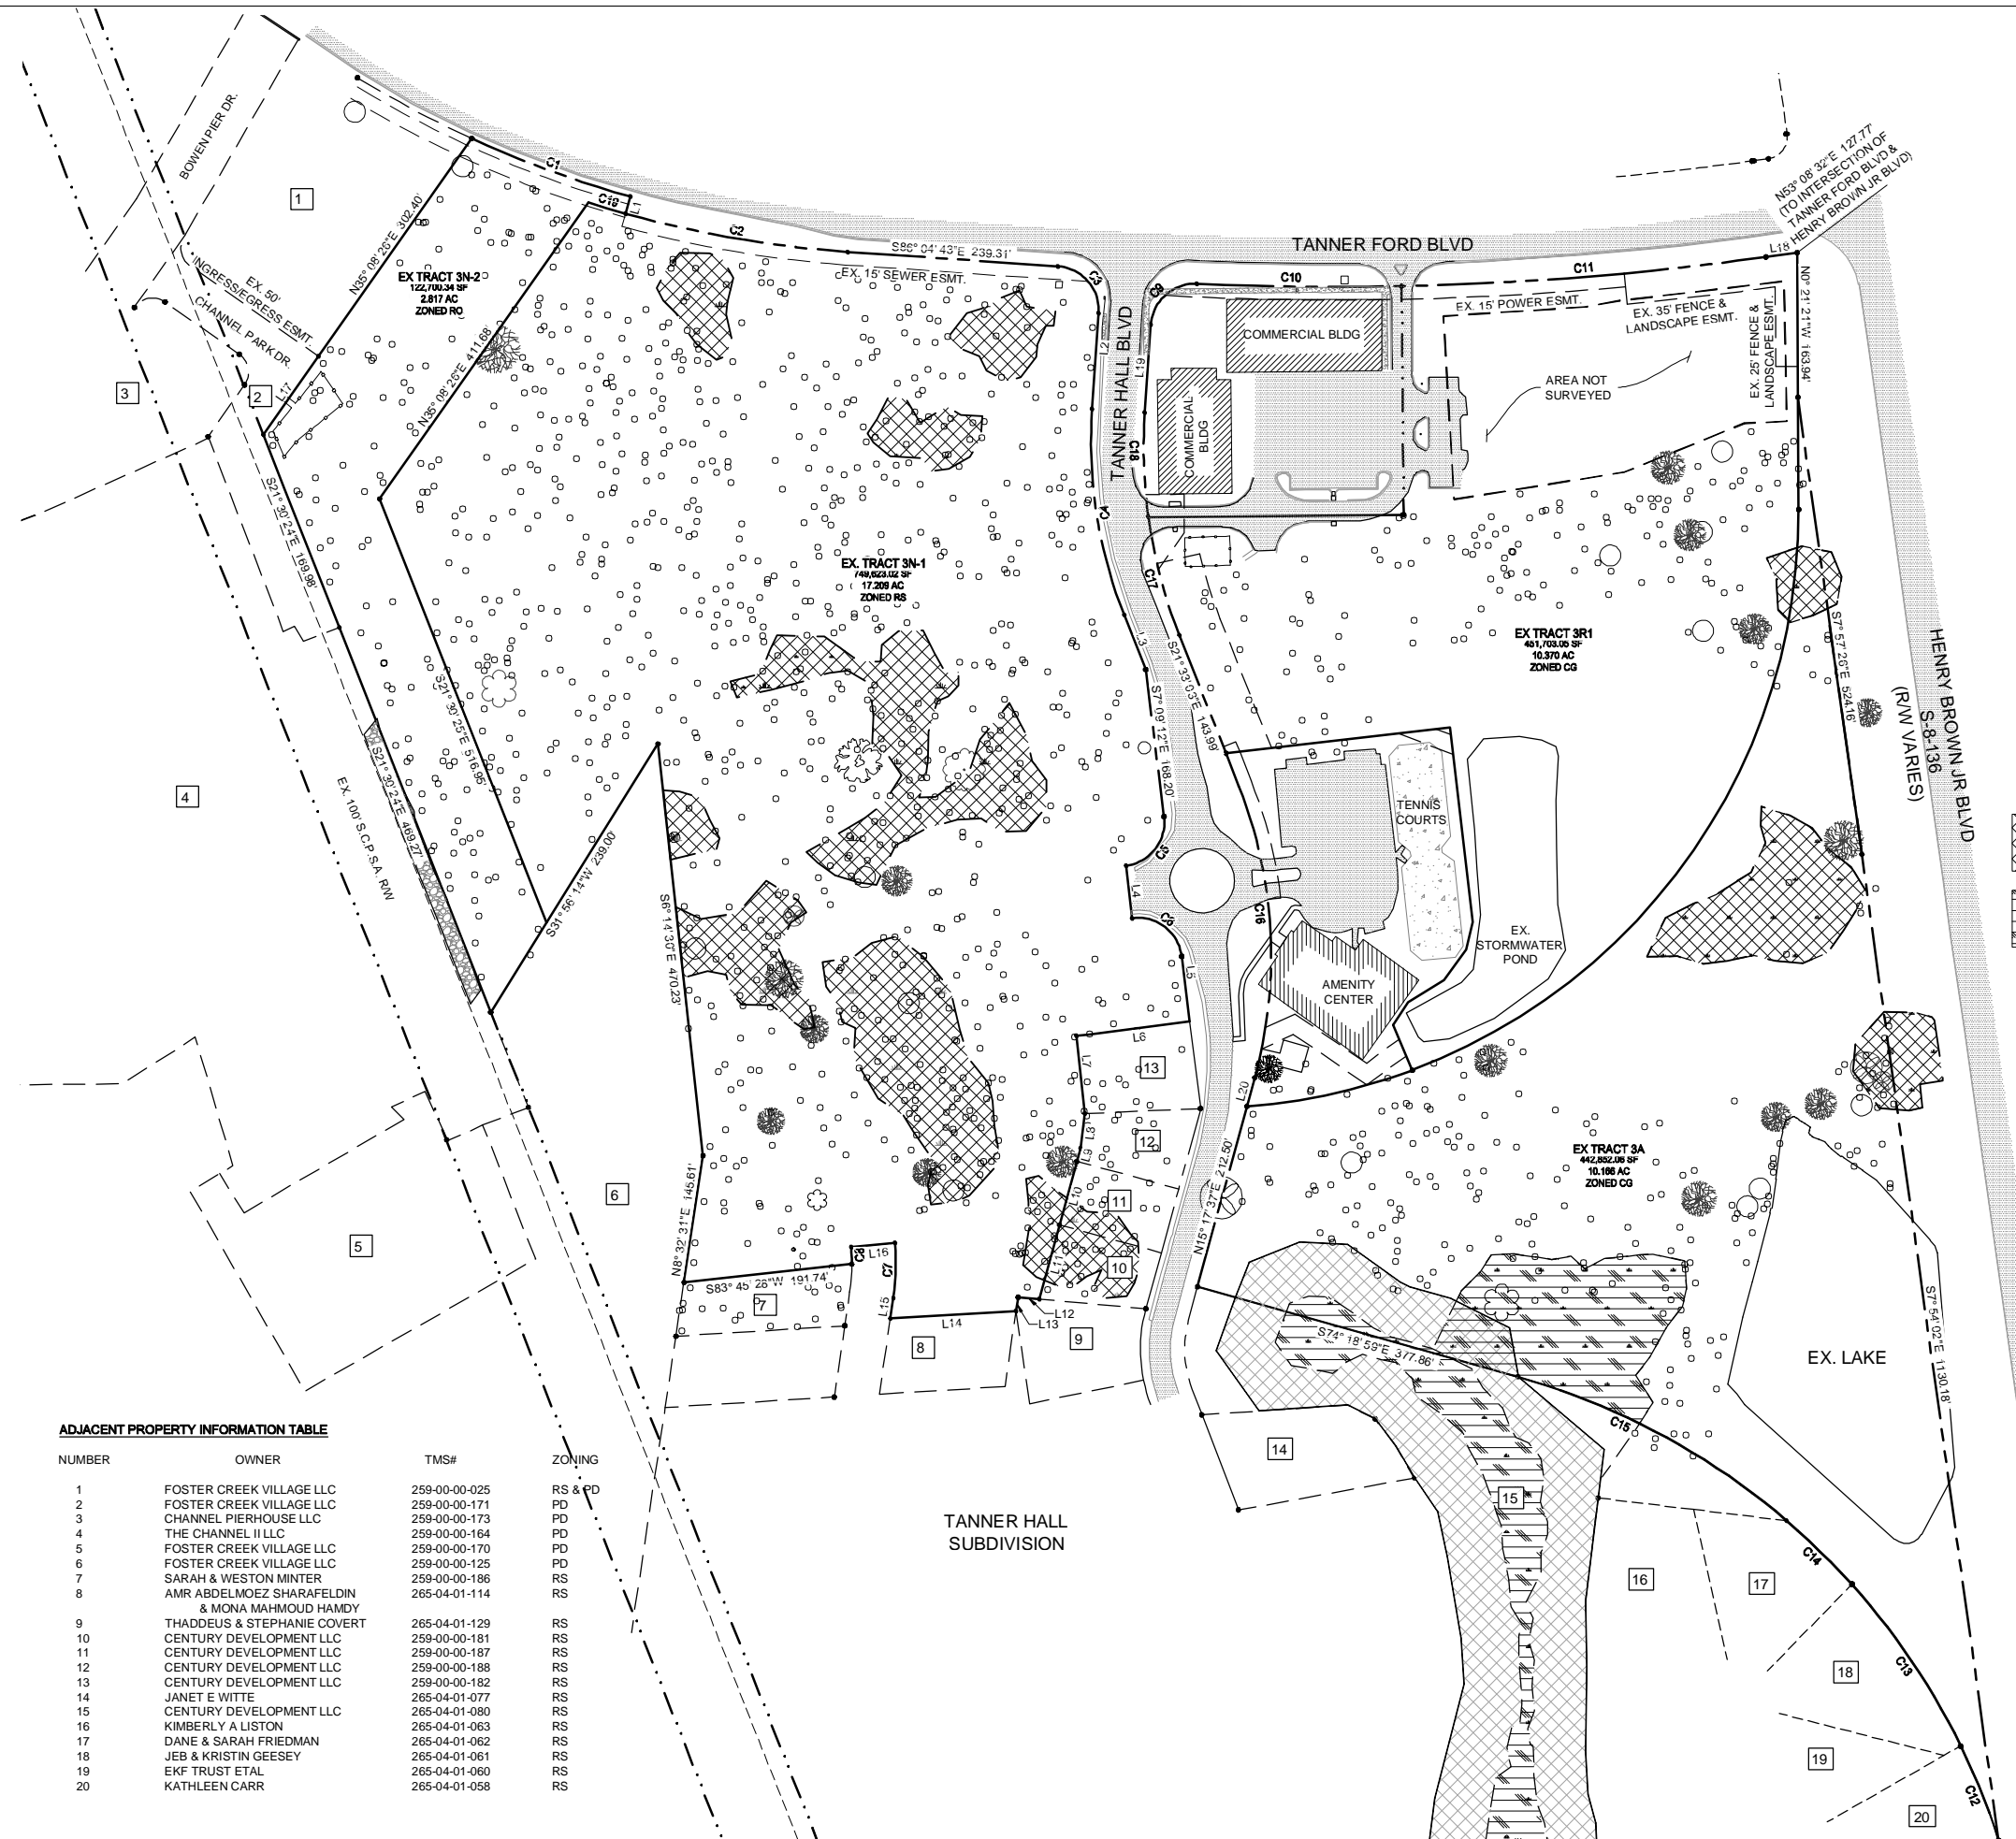 BOWEN PIER DR.
1
C1
C19
L1
C2
S86° 04' 43"E 239.31'
EX. 15' SEWER ESMT.
TANNER FORD BLVD
N53° 08' 32"E 127.77'
(TO INTERSECTION OF
TANNER FORD BLVD &
HENRY BROWN JR BLVD)
L18
C3
C9
C10
C11
EX. 15' POWER ESMT.
EX. 35' FENCE &
LANDSCAPE ESMT.
EX. 25' FENCE &
LANDSCAPE ESMT.
N0° 21' 21"W 163.94'
N35° 08' 26"E 302.40'
EX TRACT 3N-2
122,700.34 SF
2.817 AC
ZONED RO
EX. 50'
INGRESS/EGRESS ESMT.
CHANNEL PARK DR.
L17
2
3
N35° 08' 26"E 411.68'
L2
TANNER HALL BLVD
L19
COMMERCIAL BLDG
COMMERCIAL
BLDG
AREA NOT
SURVEYED
C18
C4
S21° 30' 24"E 169.98'
EX. TRACT 3N-1
749,623.02 SF
17.209 AC
ZONED RS
C17
L3
EX TRACT 3R1
451,703.05 SF
10.370 AC
ZONED CG
S7° 57' 26"E 524.16'
HENRY BROWN JR BLVD
S-8-136
(R/W VARIES)
S21° 30' 25"E 516.95'
S21° 33' 03"E 143.99'
S7° 09' 12"E 168.20'
4
S21° 30' 24"E 469.27'
EX. 100' S.C.P.S.A. R/W
S31° 56' 14"W 239.00'
S6° 14' 30"E 470.23'
TENNIS
COURTS
C5
L4
C6
C16
L5
EX.
STORMWATER
POND
AMENITY
CENTER
L6
L7
13
L8
12
L9
L10
11
L11
10
L20
N15° 17' 37"E 212.50'
EX TRACT 3A
442,852.06 SF
10.166 AC
ZONED CG
6
5
N8° 32' 31"E 145.61'
S83° 45' 28"W 191.74'
7
C8
L16
C7
L15
L14
L13
L12
8
9
S74° 18' 59"E 377.86'
EX. LAKE
S7° 54' 02"E 1130.18'
C15
14
15
16
17
C14
18
C13
19
C12
20
TANNER HALL
SUBDIVISION
ADJACENT PROPERTY INFORMATION TABLE
NUMBER OWNER TMS# ZONING
1 FOSTER CREEK VILLAGE LLC 259-00-00-025 RS & PD
2 FOSTER CREEK VILLAGE LLC 259-00-00-171 PD
3 CHANNEL PIERHOUSE LLC 259-00-00-173 PD
4 THE CHANNEL II LLC 259-00-00-164 PD
5 FOSTER CREEK VILLAGE LLC 259-00-00-170 PD
6 FOSTER CREEK VILLAGE LLC 259-00-00-125 PD
7 SARAH & WESTON MINTER 259-00-00-186 RS
8 AMR ABDELMOEZ SHARAFELDIN 265-04-01-114 RS
& MONA MAHMOUD HAMDY
9 THADDEUS & STEPHANIE COVERT 265-04-01-129 RS
10 CENTURY DEVELOPMENT LLC 259-00-00-181 RS
11 CENTURY DEVELOPMENT LLC 259-00-00-187 RS
12 CENTURY DEVELOPMENT LLC 259-00-00-188 RS
13 CENTURY DEVELOPMENT LLC 259-00-00-182 RS
14 JANET E WITTE 265-04-01-077 RS
15 CENTURY DEVELOPMENT LLC 265-04-01-080 RS
16 KIMBERLY A LISTON 265-04-01-063 RS
17 DANE & SARAH FRIEDMAN 265-04-01-062 RS
18 JEB & KRISTIN GEESEY 265-04-01-061 RS
19 EKF TRUST ETAL 265-04-01-060 RS
20 KATHLEEN CARR 265-04-01-058 RS